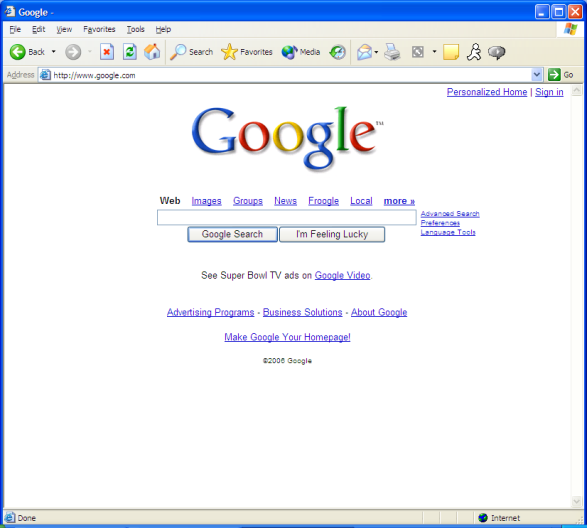 Google -
File Edit View Favorites Tools Help
Back Search Favorites Media
Address http://www.google.com Go
Personalized Home | Sign in
Google™
Web Images Groups News Froogle Local more »
Advanced Search
Preferences
Language Tools
Google Search I'm Feeling Lucky
See Super Bowl TV ads on Google Video.
Advertising Programs - Business Solutions - About Google
Make Google Your Homepage!
©2006 Google
Done Internet